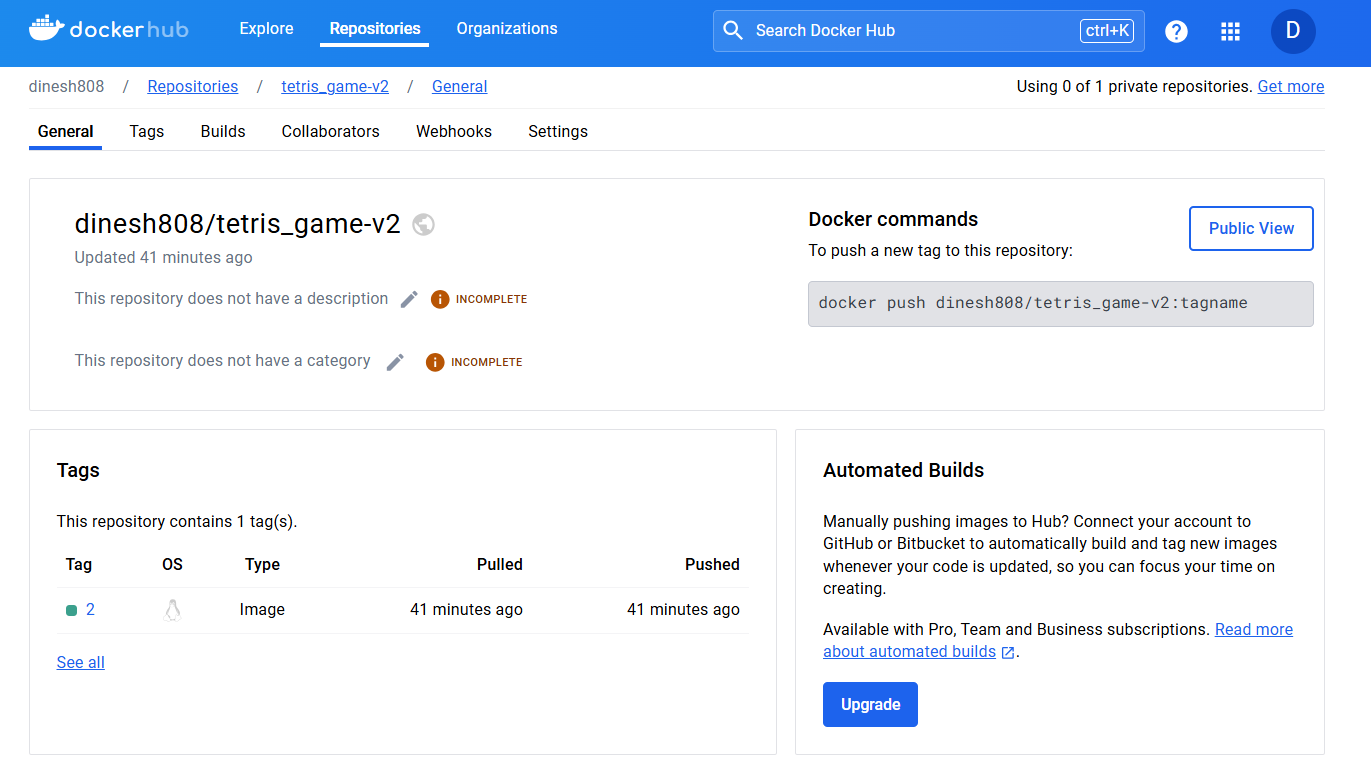 docker hub Explore Repositories Organizations Search Docker Hub ctrl+K ? D
dinesh808 / Repositories / tetris_game-v2 / General Using 0 of 1 private repositories. Get more
General Tags Builds Collaborators Webhooks Settings
dinesh808/tetris_game-v2
Updated 41 minutes ago
This repository does not have a description i INCOMPLETE
This repository does not have a category i INCOMPLETE
Docker commands
Public View
To push a new tag to this repository:
docker push dinesh808/tetris_game-v2:tagname
Tags
This repository contains 1 tag(s).
Tag OS Type Pulled Pushed
2 Image 41 minutes ago 41 minutes ago
See all
Automated Builds
Manually pushing images to Hub? Connect your account to
GitHub or Bitbucket to automatically build and tag new images
whenever your code is updated, so you can focus your time on
creating.
Available with Pro, Team and Business subscriptions. Read more
about automated builds .
Upgrade